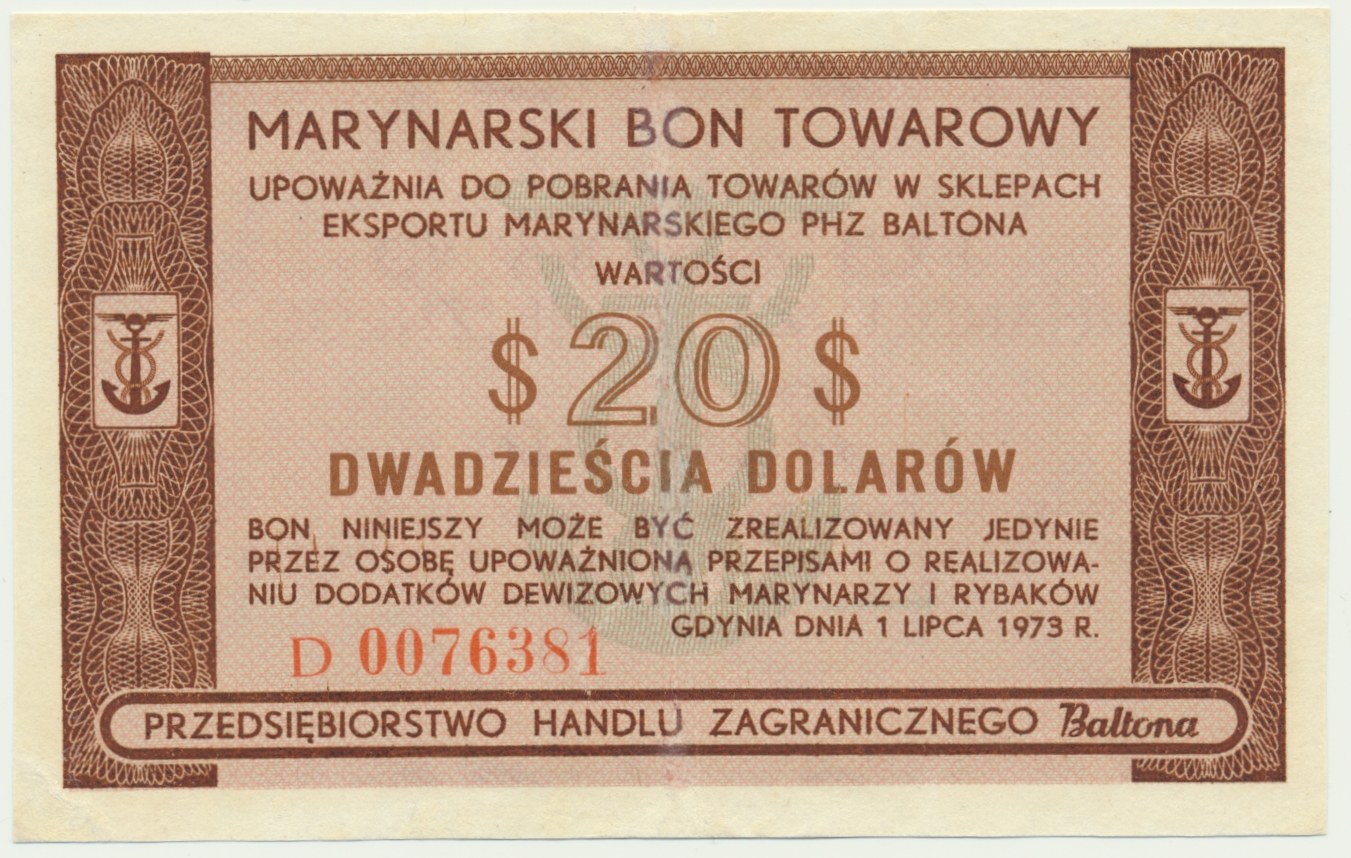 MARYNARSKI BON TOWAROWY
UPOWAŻNIA DO POBRANIA TOWARÓW W SKLEPACH
EKSPORTU MARYNARSKIEGO PHZ BALTONA
WARTOŚCI
$ 20 $
DWADZIEŚCIA DOLARÓW
BON NINIEJSZY MOŻE BYĆ ZREALIZOWANY JEDYNIE
PRZEZ OSOBĘ UPOWAŻNIONĄ PRZEPISAMI O REALIZOWA-
NIU DODATKÓW DEWIZOWYCH MARYNARZY I RYBAKÓW
GDYNIA DNIA 1 LIPCA 1973 R.
D 0076381
PRZEDSIĘBIORSTWO HANDLU ZAGRANICZNEGO Baltona